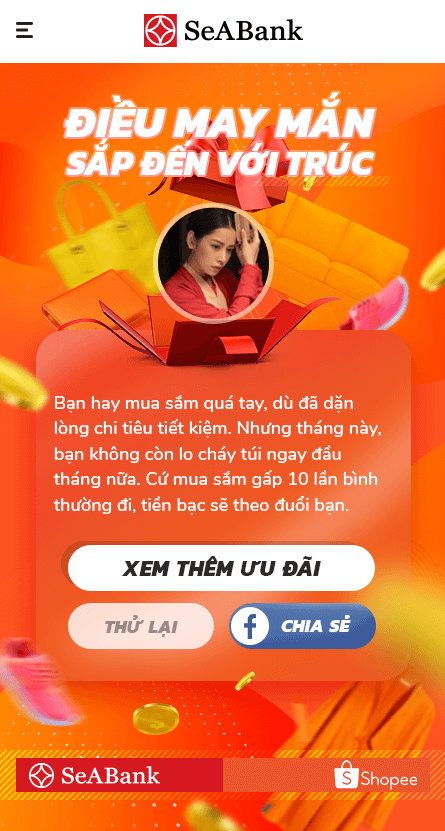 SeABank
ĐIỀU MAY MẮN
SẮP ĐẾN VỚI TRÚC
Bạn hay mua sắm quá tay, dù đã dặn
lòng chi tiêu tiết kiệm. Nhưng tháng này,
bạn không còn lo cháy túi ngay đầu
tháng nữa. Cứ mua sắm gấp 10 lần bình
thường đi, tiền bạc sẽ theo đuổi bạn.
XEM THÊM ƯU ĐÃI
THỬ LẠI
f CHIA SẺ
SeABank
S Shopee